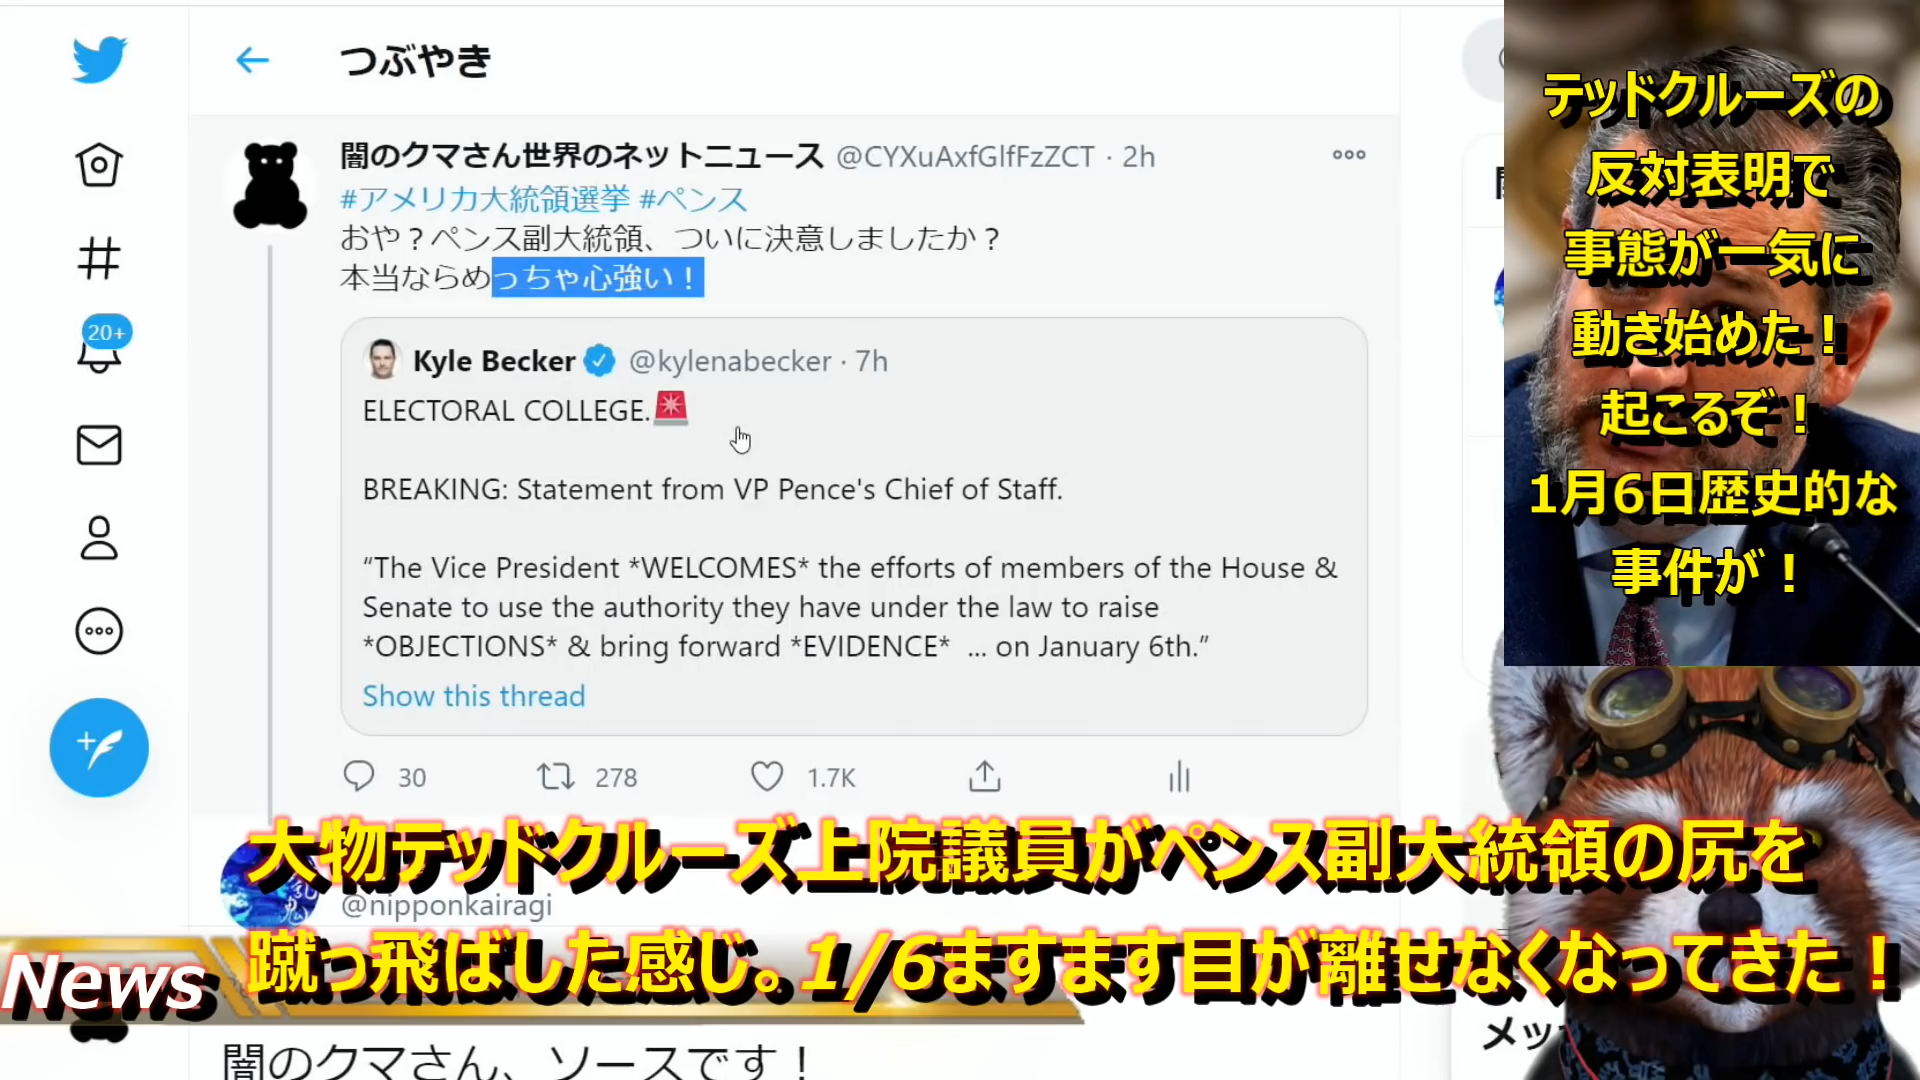 つぶやき
闇のクマさん世界のネットニュース @CYXuAxfGlfFzZCT · 2h
#アメリカ大統領選挙 #ペンス
おや？ペンス副大統領、ついに決意しましたか？
本当ならめっちゃ心強い！
20+
Kyle Becker @kylenabecker · 7h
ELECTORAL COLLEGE.🚨
BREAKING: Statement from VP Pence's Chief of Staff.
“The Vice President *WELCOMES* the efforts of members of the House &
Senate to use the authority they have under the law to raise
*OBJECTIONS* & bring forward *EVIDENCE*  ... on January 6th.”
Show this thread
30
278
1.7K
テッドクルーズの
反対表明で
事態が一気に
動き始めた！
起こるぞ！
1月6日歴史的な
事件が！
大物テッドクルーズ上院議員がペンス副大統領の尻を
@nipponkairagi
蹴っ飛ばした感じ。1/6ますます目が離せなくなってきた！
News
闇のクマさん、ソースです！
メッ